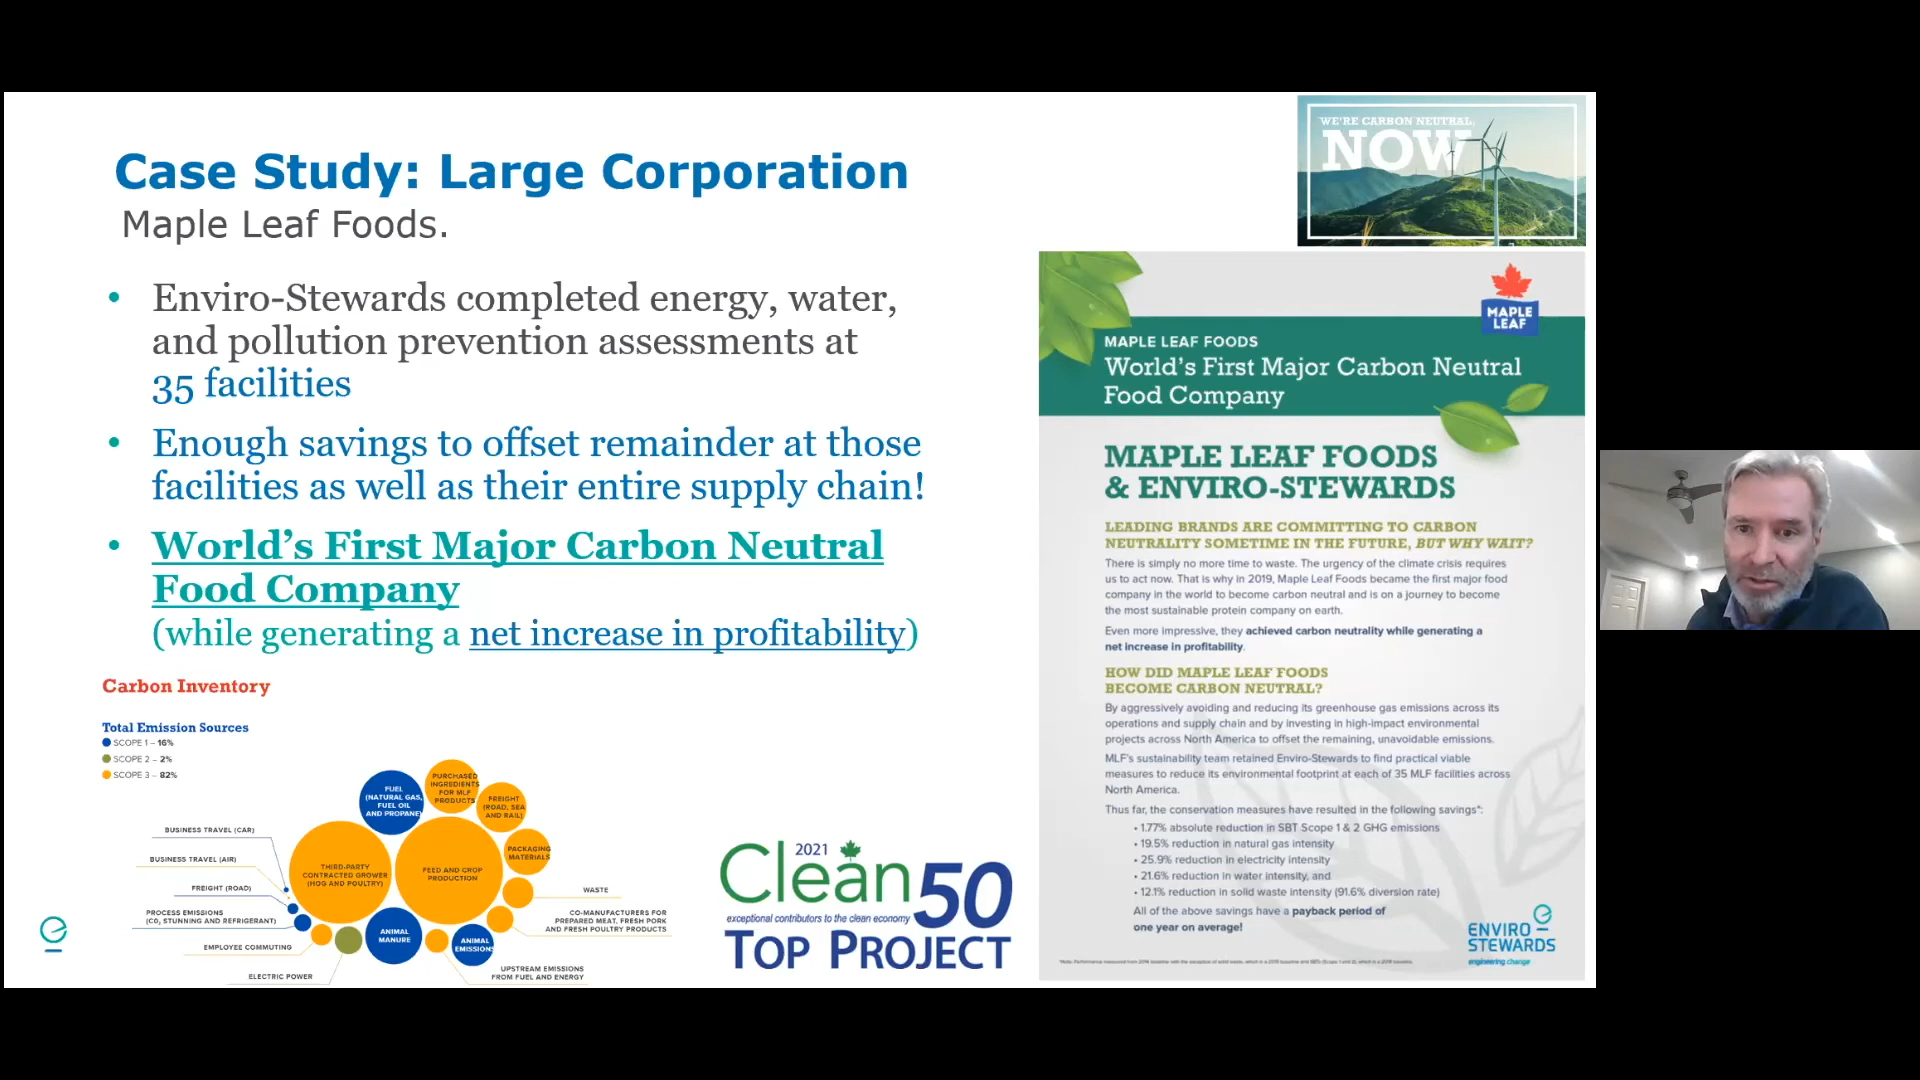 Case Study: Large Corporation
Maple Leaf Foods.
• Enviro-Stewards completed energy, water,
and pollution prevention assessments at
35 facilities
• Enough savings to offset remainder at those
facilities as well as their entire supply chain!
• World's First Major Carbon Neutral
Food Company
(while generating a net increase in profitability)
Carbon Inventory
Total Emission Sources
SCOPE 1 – 16%
SCOPE 2 – 2%
SCOPE 3 – 82%
BUSINESS TRAVEL (CAR)
BUSINESS TRAVEL (AIR)
FREIGHT (ROAD)
PROCESS EMISSIONS
(CO₂ STUNNING AND REFRIGERANT)
EMPLOYEE COMMUTING
ELECTRIC POWER
THIRD-PARTY
CONTRACTED GROWER
(HOG AND POULTRY)
FUEL
(NATURAL GAS,
FUEL OIL
AND PROPANE)
PURCHASED
INGREDIENTS
FOR MLF
PRODUCTS
FREIGHT
(ROAD, SEA
AND RAIL)
PACKAGING
MATERIALS
FEED AND CROP
PRODUCTION
ANIMAL
MANURE
ANIMAL
EMISSIONS
WASTE
CO-MANUFACTURERS FOR
PREPARED MEAT, FRESH PORK
AND FRESH POULTRY PRODUCTS
UPSTREAM EMISSIONS
FROM FUEL AND ENERGY
2021
Clean50
exceptional contributors to the clean economy
TOP PROJECT
WE'RE CARBON NEUTRAL.
NOW
MAPLE
LEAF
MAPLE LEAF FOODS
World's First Major Carbon Neutral
Food Company
MAPLE LEAF FOODS
& ENVIRO-STEWARDS
LEADING BRANDS ARE COMMITTING TO CARBON
NEUTRALITY SOMETIME IN THE FUTURE, BUT WHY WAIT?
There is simply no more time to waste. The urgency of the climate crisis requires
us to act now. That is why in 2019, Maple Leaf Foods became the first major food
company in the world to become carbon neutral and is on a journey to become
the most sustainable protein company on earth.
Even more impressive, they achieved carbon neutrality while generating a
net increase in profitability.
HOW DID MAPLE LEAF FOODS
BECOME CARBON NEUTRAL?
By aggressively avoiding and reducing its greenhouse gas emissions across its
operations and supply chain and by investing in high-impact environmental
projects across North America to offset the remaining, unavoidable emissions.
MLF's sustainability team retained Enviro-Stewards to find practical viable
measures to reduce its environmental footprint at each of 35 MLF facilities across
North America.
Thus far, the conservation measures have resulted in the following savings*:
• 1.77% absolute reduction in SBT Scope 1 & 2 GHG emissions
• 19.5% reduction in natural gas intensity
• 25.9% reduction in electricity intensity
• 21.6% reduction in water intensity, and
• 12.1% reduction in solid waste intensity (91.6% diversion rate)
All of the above savings have a payback period of
one year on average!
ENVIRO
STEWARDS
engineering change